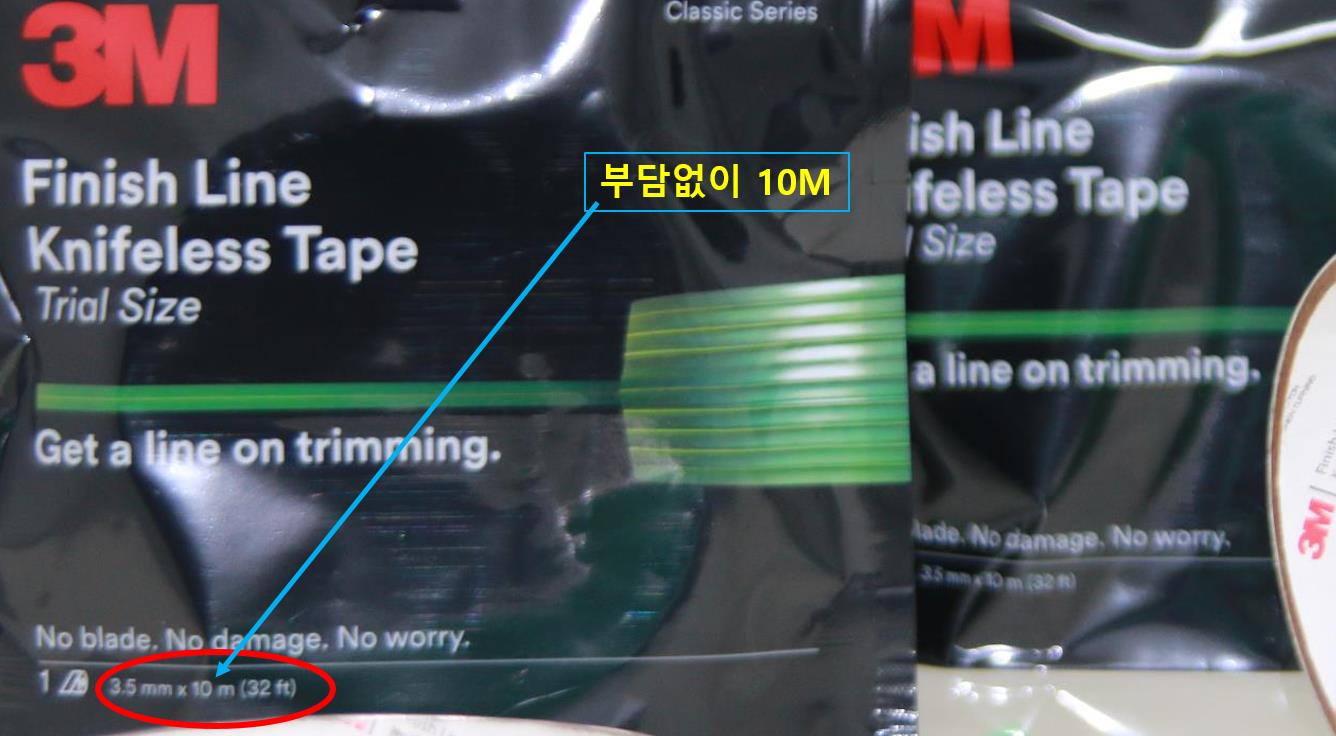 Classic Series
3M
Finish Line
Knifeless Tape
Trial Size
부담없이 10M
Get a line on trimming.
No blade. No damage. No worry.
1
3.5 mm x 10 m (32 ft)
M
ish Line
feless Tape
Size
a line on trimming.
lade. No damage. No worry.
3.5 mm x 10 m (32 ft)
3M
Finish